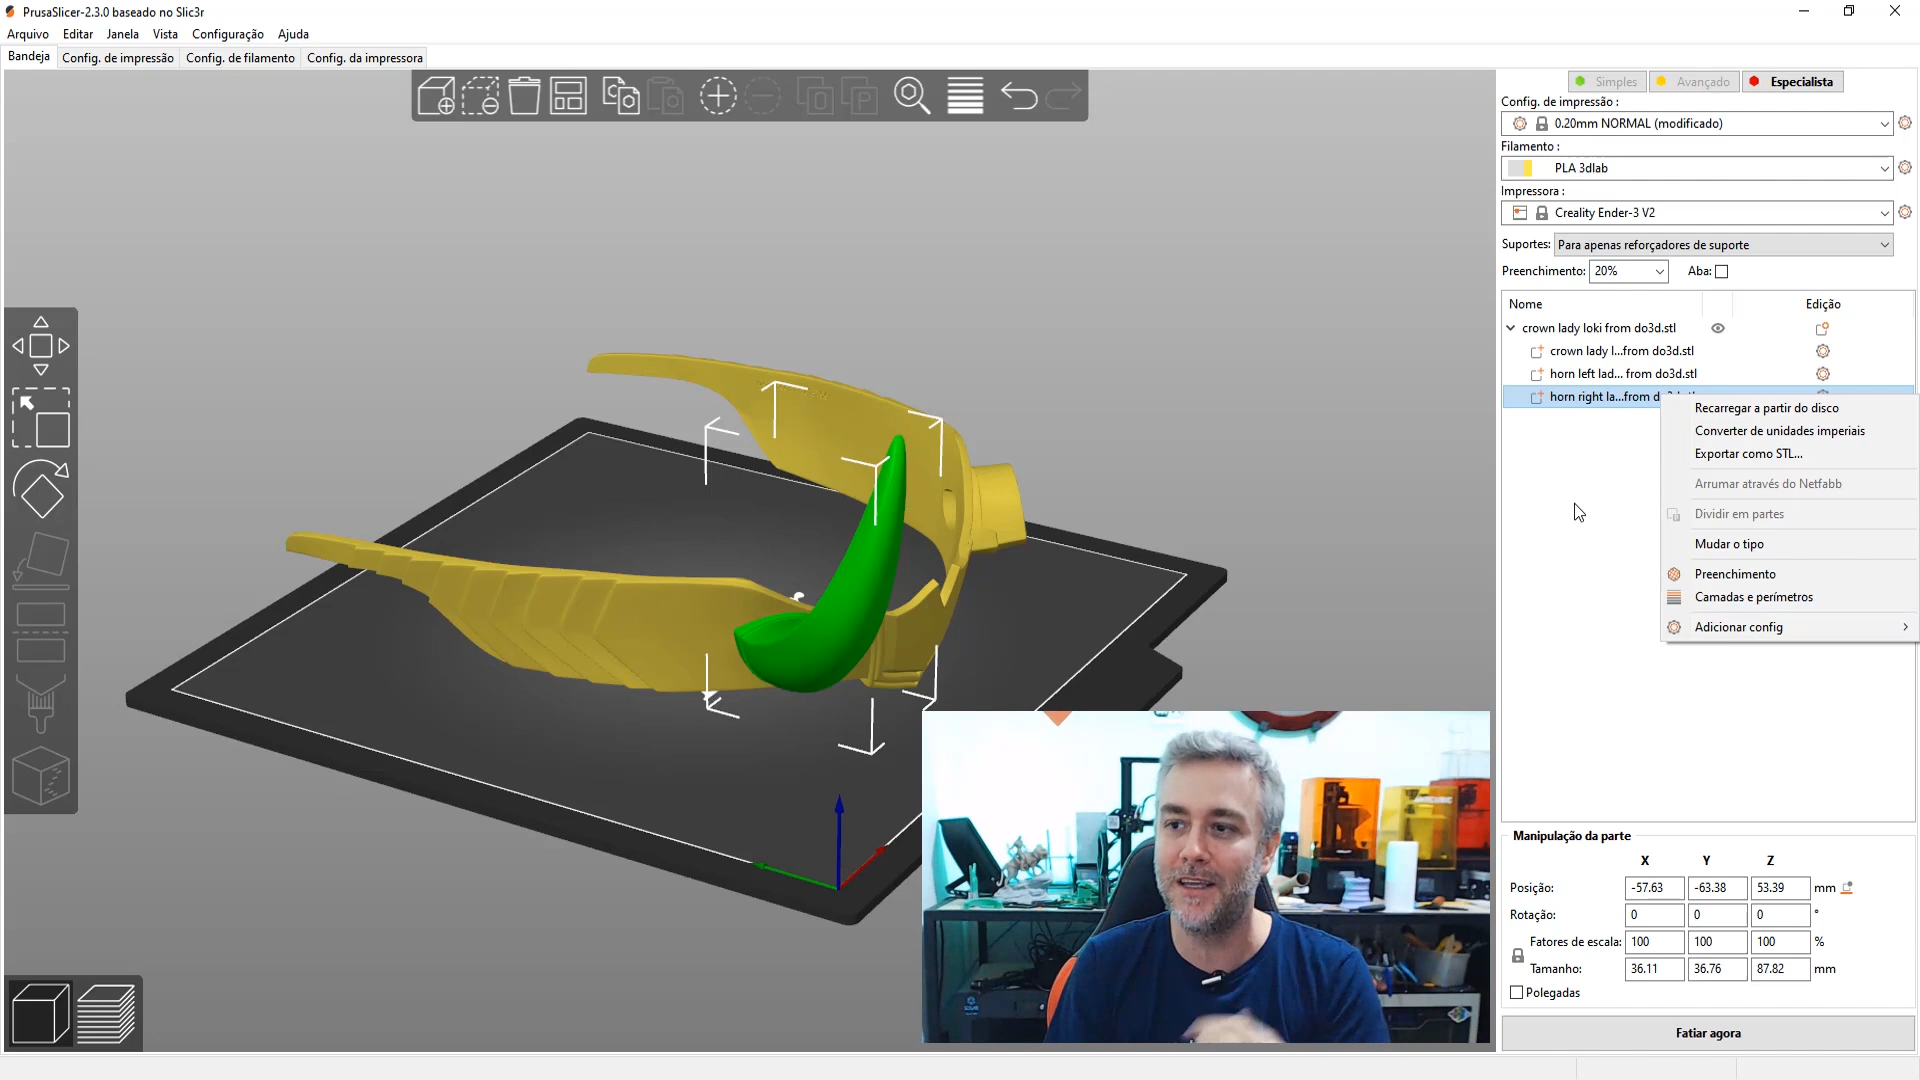 PrusaSlicer-2.3.0 baseado no Slic3r
Arquivo Editar Janela Vista Configuração Ajuda
Bandeja Config. de impressão Config. de filamento Config. da impressora
Simples Avançado Especialista
Config. de impressão :
0.20mm NORMAL (modificado)
Filamento :
PLA 3dlab
Impressora :
Creality Ender-3 V2
Suportes: Para apenas reforçadores de suporte
Preenchimento: 20% Aba:
Nome Edição
crown lady loki from do3d.stl
crown lady l...from do3d.stl
horn left lad... from do3d.stl
horn right la...from
Recarregar a partir do disco
Converter de unidades imperiais
Exportar como STL...
Arrumar através do Netfabb
Dividir em partes
Mudar o tipo
Preenchimento
Camadas e perímetros
Adicionar config
Manipulação da parte
X Y Z
Posição: -57.63 -63.38 53.39 mm
Rotação: 0 0 0 °
Fatores de escala: 100 100 100 %
Tamanho: 36.11 36.76 87.82 mm
Polegadas
Fatiar agora